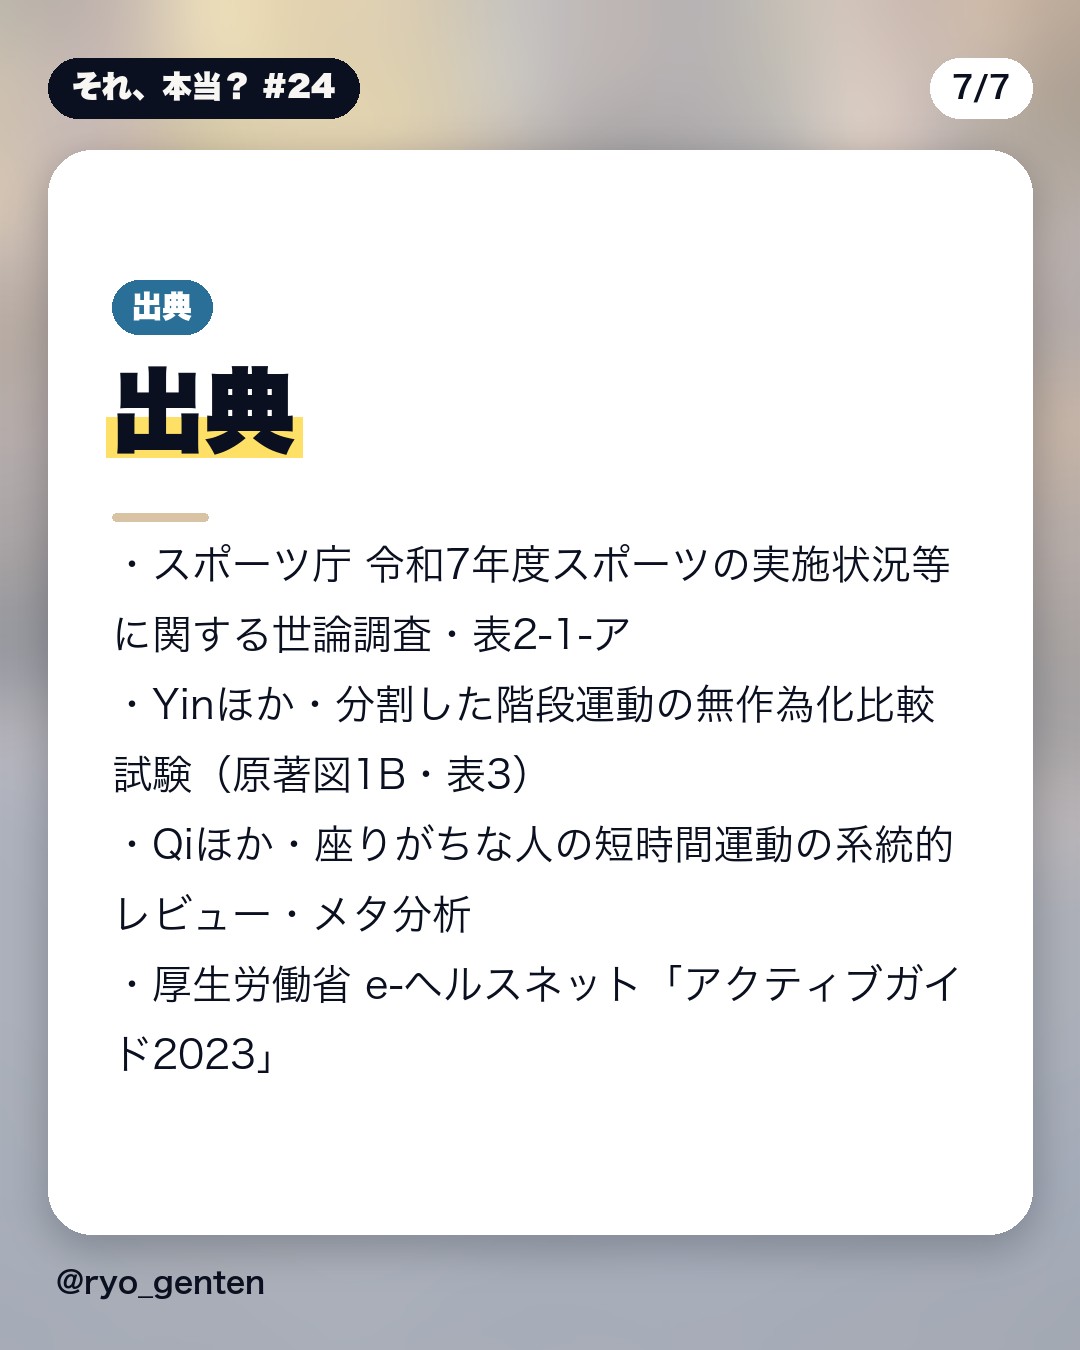 それ、本当？ #24
7/7
出典
出典
・スポーツ庁 令和7年度スポーツの実施状況等
に関する世論調査・表2-1-ア
・Yinほか・分割した階段運動の無作為化比較
試験（原著図1B・表3）
・Qiほか・座りがちな人の短時間運動の系統的
レビュー・メタ分析
・厚生労働省 e-ヘルスネット「アクティブガイ
ド2023」
@ryo_genten